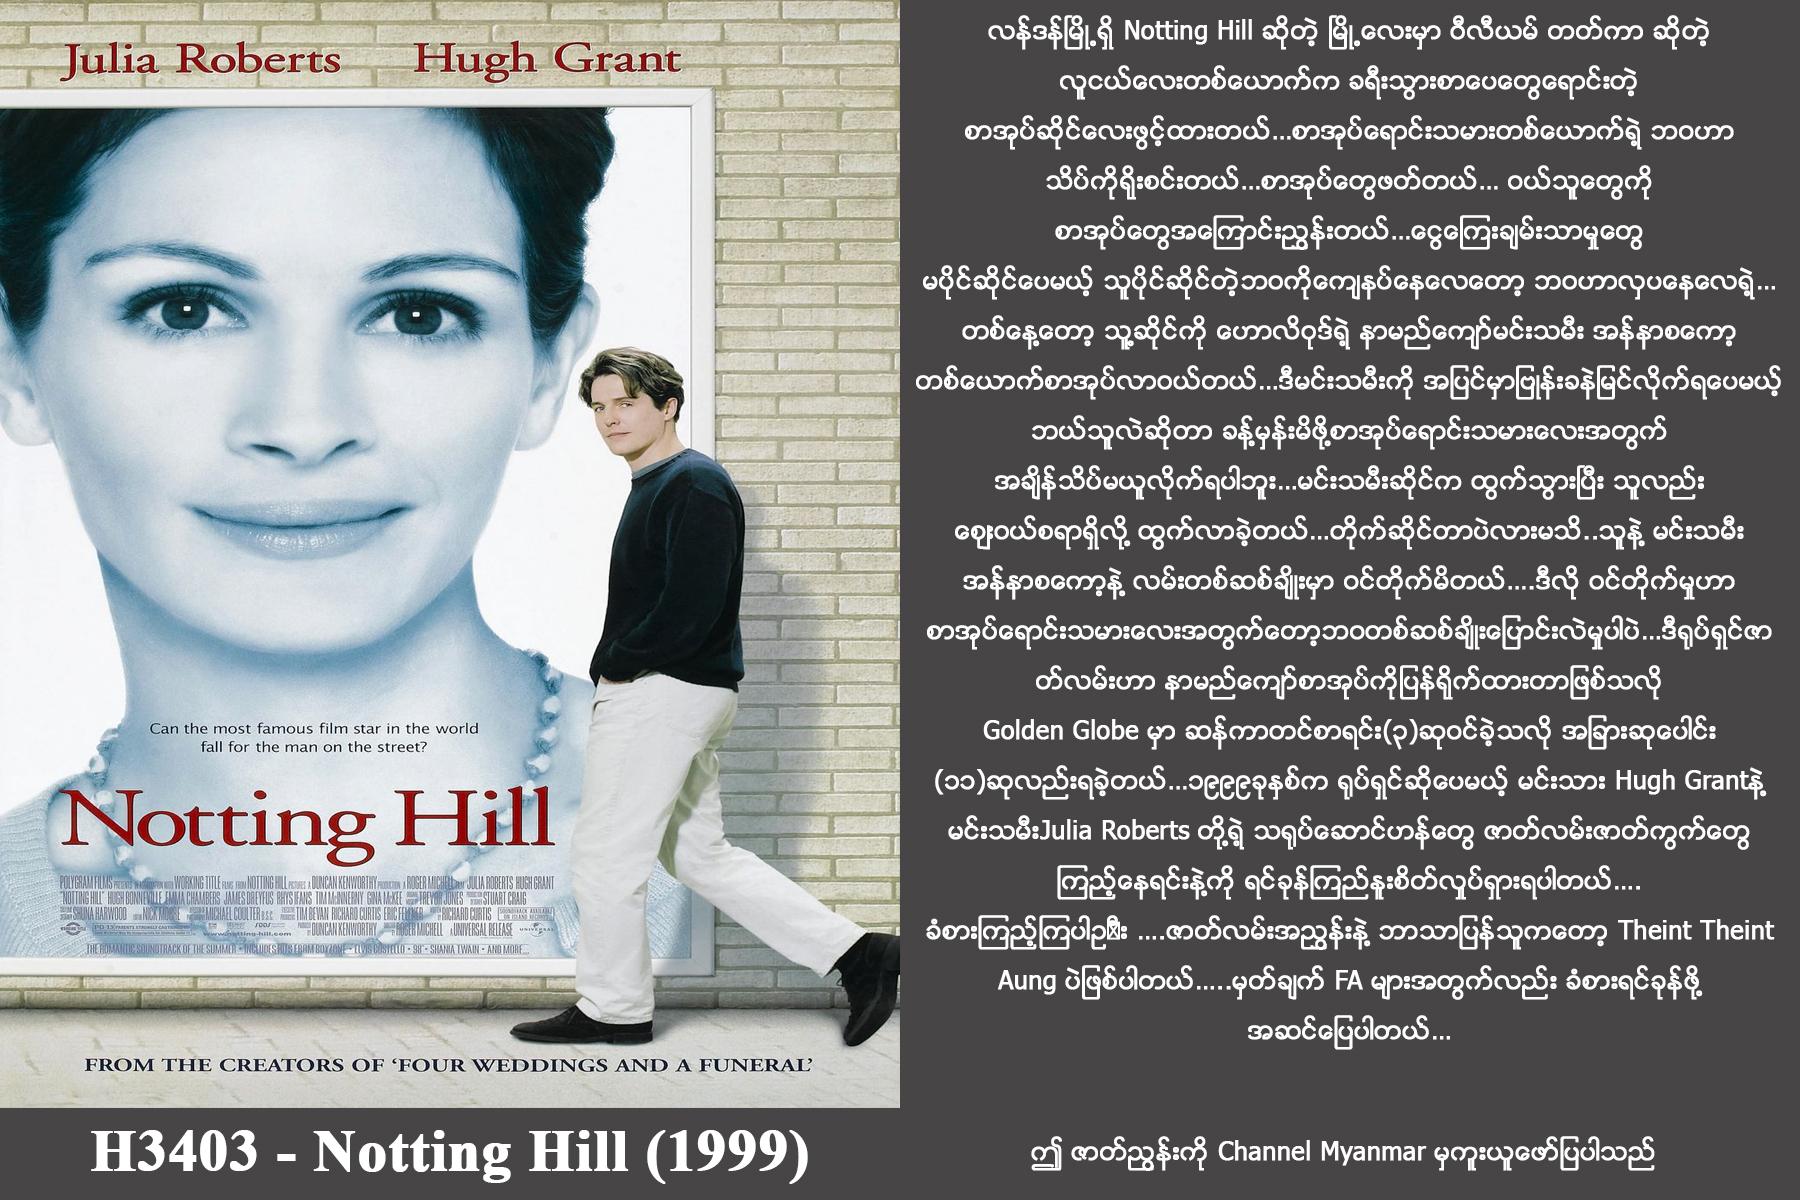 Julia Roberts Hugh Grant
Can the most famous film star in the world
fall for the man on the street?
Notting Hill
FROM THE CREATORS OF ‘FOUR WEDDINGS AND A FUNERAL’
H3403 - Notting Hill (1999)
လန်ဒန်မြို့ရှိ Notting Hill ဆိုတဲ့ မြို့လေးမှာ ဝီလီယမ် တတ်ကာ ဆိုတဲ့
လူငယ်လေးတစ်ယောက်က ခရီးသွားစာပေတွေရောင်းတဲ့
စာအုပ်ဆိုင်လေးဖွင့်ထားတယ်...စာအုပ်ရောင်းသမားတစ်ယောက်ရဲ့ ဘဝဟာ
သိပ်ကိုရိုးစင်းတယ်...စာအုပ်တွေဖတ်တယ်... ဝယ်သူတွေကို
စာအုပ်တွေအကြောင်းညွှန်းတယ်...ငွေကြေးချမ်းသာမှုတွေ
မပိုင်ဆိုင်ပေမယ့် သူပိုင်ဆိုင်တဲ့ဘဝကိုကျေနပ်နေလေတော့ ဘဝဟာလှပနေလေရဲ့...
တစ်နေ့တော့ သူ့ဆိုင်ကို ဟောလိဝုဒ်ရဲ့ နာမည်ကျော်မင်းသမီး အန်နာစကော့
တစ်ယောက်စာအုပ်လာဝယ်တယ်...ဒီမင်းသမီးကို အပြင်မှာဗြုန်းခနဲမြင်လိုက်ရပေမယ့်
ဘယ်သူလဲဆိုတာ ခန့်မှန်းမိဖို့စာအုပ်ရောင်းသမားလေးအတွက်
အချိန်သိပ်မယူလိုက်ရပါဘူး...မင်းသမီးဆိုင်က ထွက်သွားပြီး သူလည်း
ဈေးဝယ်စရာရှိလို့ ထွက်လာခဲ့တယ်...တိုက်ဆိုင်တာပဲလားမသိ..သူနဲ့ မင်းသမီး
အန်နာစကော့နဲ့ လမ်းတစ်ဆစ်ချိုးမှာ ဝင်တိုက်မိတယ်....ဒီလို ဝင်တိုက်မှုဟာ
စာအုပ်ရောင်းသမားလေးအတွက်တော့ဘဝတစ်ဆစ်ချိုးပြောင်းလဲမှုပါပဲ...ဒီရုပ်ရှင်ဇာ
တ်လမ်းဟာ နာမည်ကျော်စာအုပ်ကိုပြန်ရိုက်ထားတာဖြစ်သလို
Golden Globe မှာ ဆန်ကာတင်စာရင်း(၃)ဆုဝင်ခဲ့သလို အခြားဆုပေါင်း
(၁၁)ဆုလည်းရခဲ့တယ်...၁၉၉၉ခုနှစ်က ရုပ်ရှင်ဆိုပေမယ့် မင်းသား Hugh Grantနဲ့
မင်းသမီးJulia Roberts တို့ရဲ့ သရုပ်ဆောင်ဟန်တွေ ဇာတ်လမ်းဇာတ်ကွက်တွေ
ကြည့်နေရင်းနဲ့ကို ရင်ခုန်ကြည်နူးစိတ်လှုပ်ရှားရပါတယ်....
ခံစားကြည့်ကြပါဥိီး ....ဇာတ်လမ်းအညွှန်းနဲ့ ဘာသာပြန်သူကတော့ Theint Theint
Aung ပဲဖြစ်ပါတယ်.....မှတ်ချက် FA များအတွက်လည်း ခံစားရင်ခုန်ဖို့
အဆင်ပြေပါတယ်...
ဤ ဇာတ်ညွှန်းကို Channel Myanmar မှကူးယူဖော်ပြပါသည်